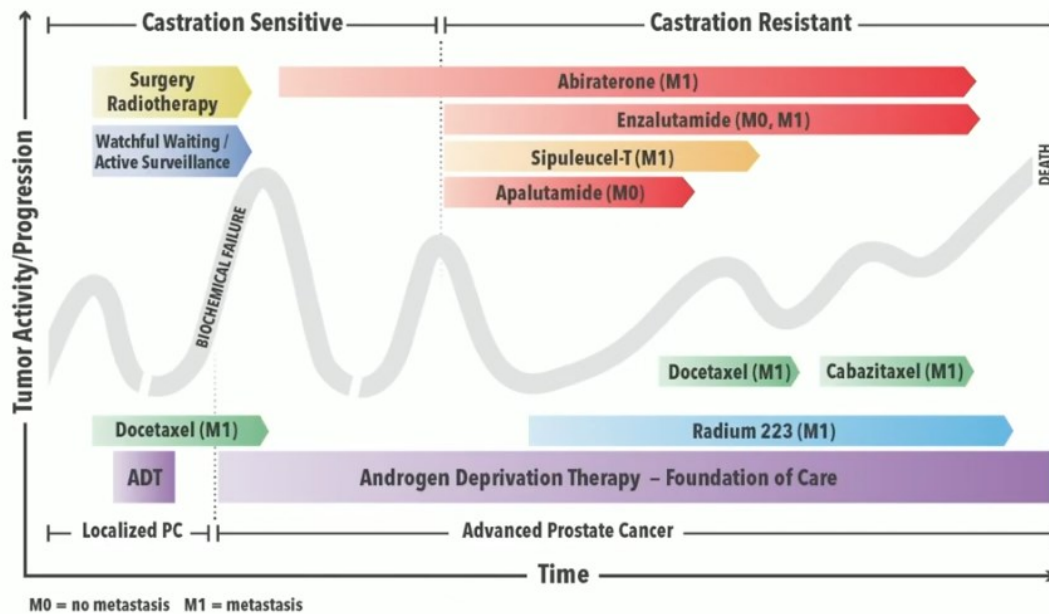 Castration Sensitive
Castration Resistant
Surgery
Radiotherapy
Watchful Waiting /
Active Surveillance
Abiraterone (M1)
Enzalutamide (M0, M1)
Sipuleucel-T (M1)
Apalutamide (M0)
Tumor Activity/Progression
BIOCHEMICAL FAILURE
DEATH
Docetaxel (M1)
Cabazitaxel (M1)
Docetaxel (M1)
Radium 223 (M1)
ADT
Androgen Deprivation Therapy – Foundation of Care
Localized PC
Advanced Prostate Cancer
Time
M0 = no metastasis M1 = metastasis